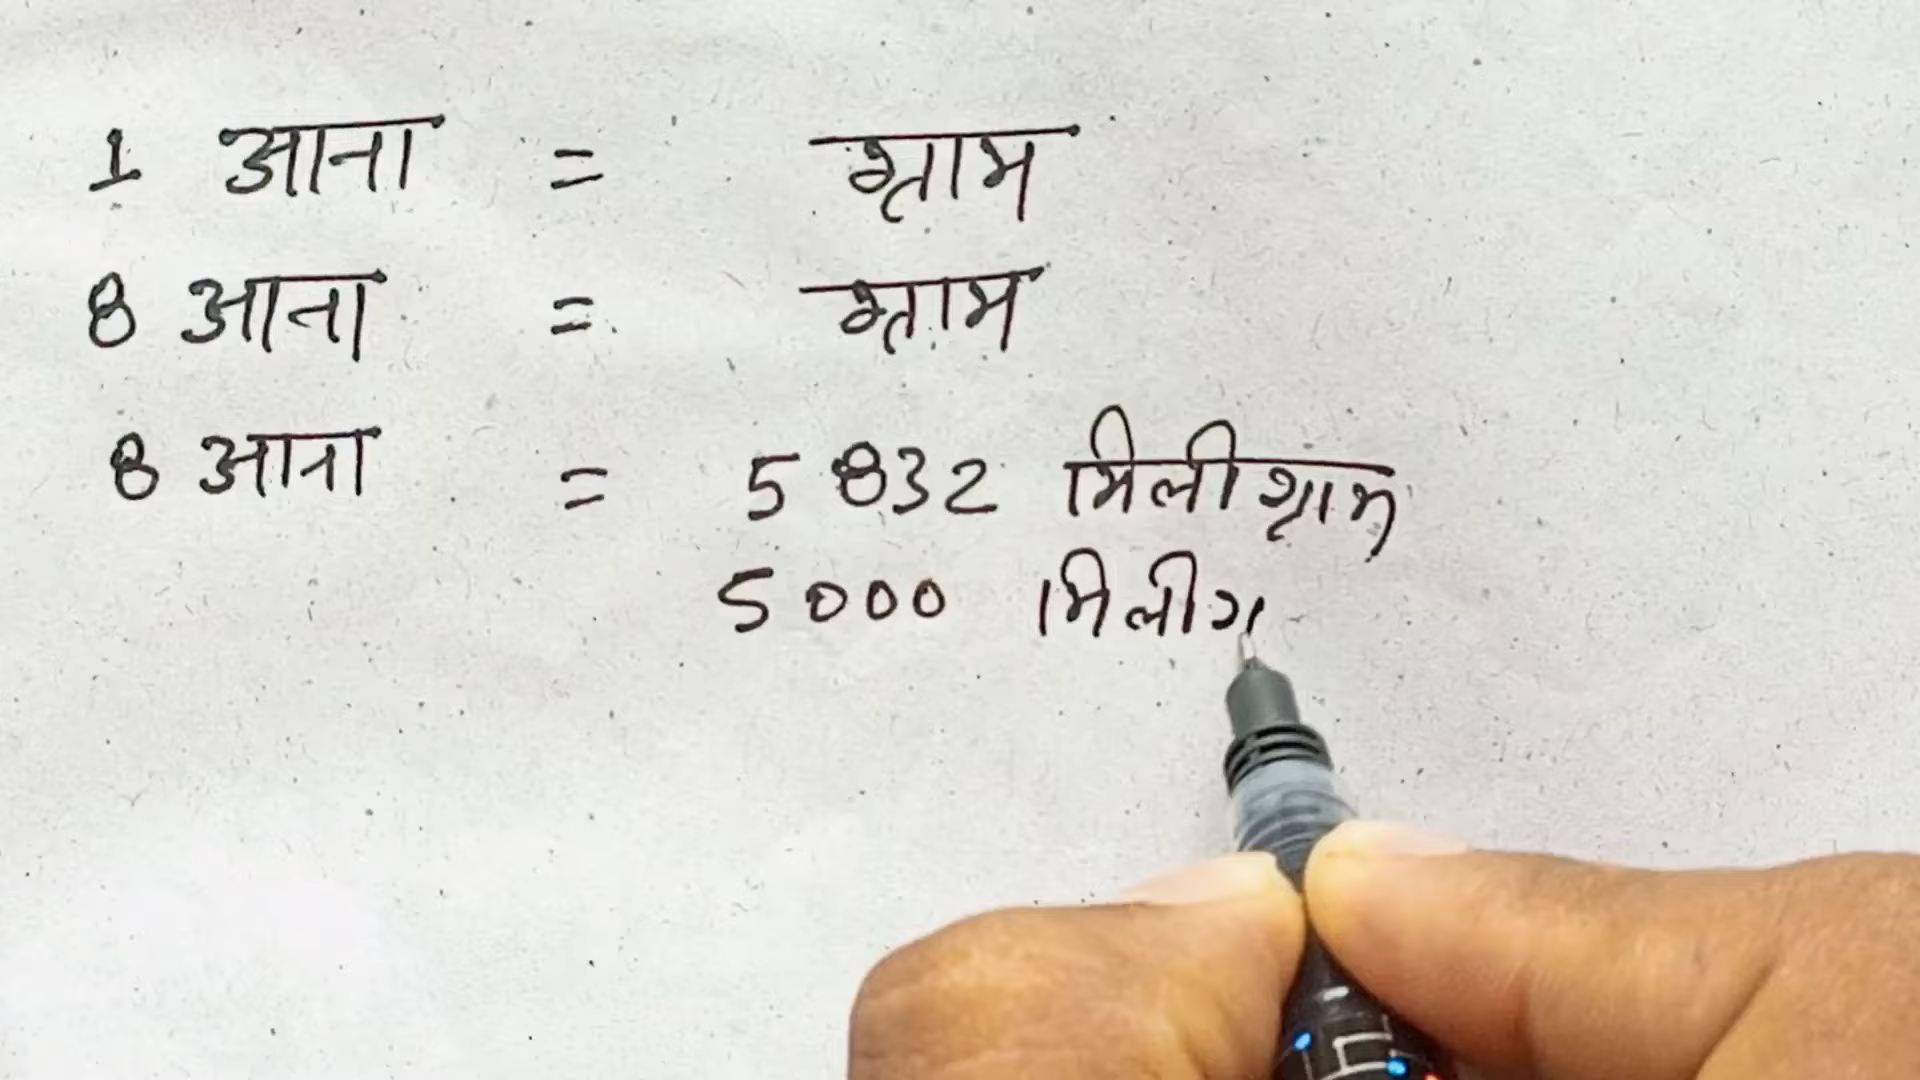 1 आना = ग्राम
8 आना = ग्राम
8 आना = 5832 मिलीग्राम
5000 मिलीग